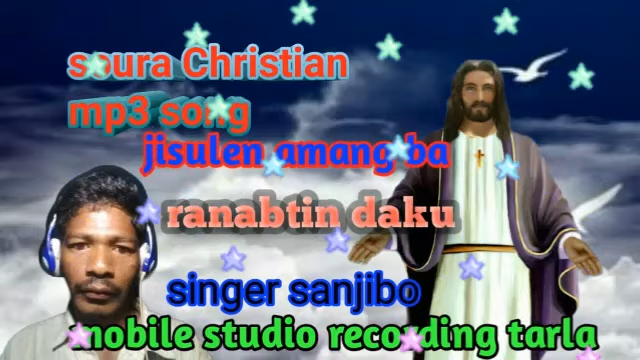 soura Christian
mp3 song
jisulen amang ba
ranabtin daku
singer sanjibo
mobile studio recording tarla